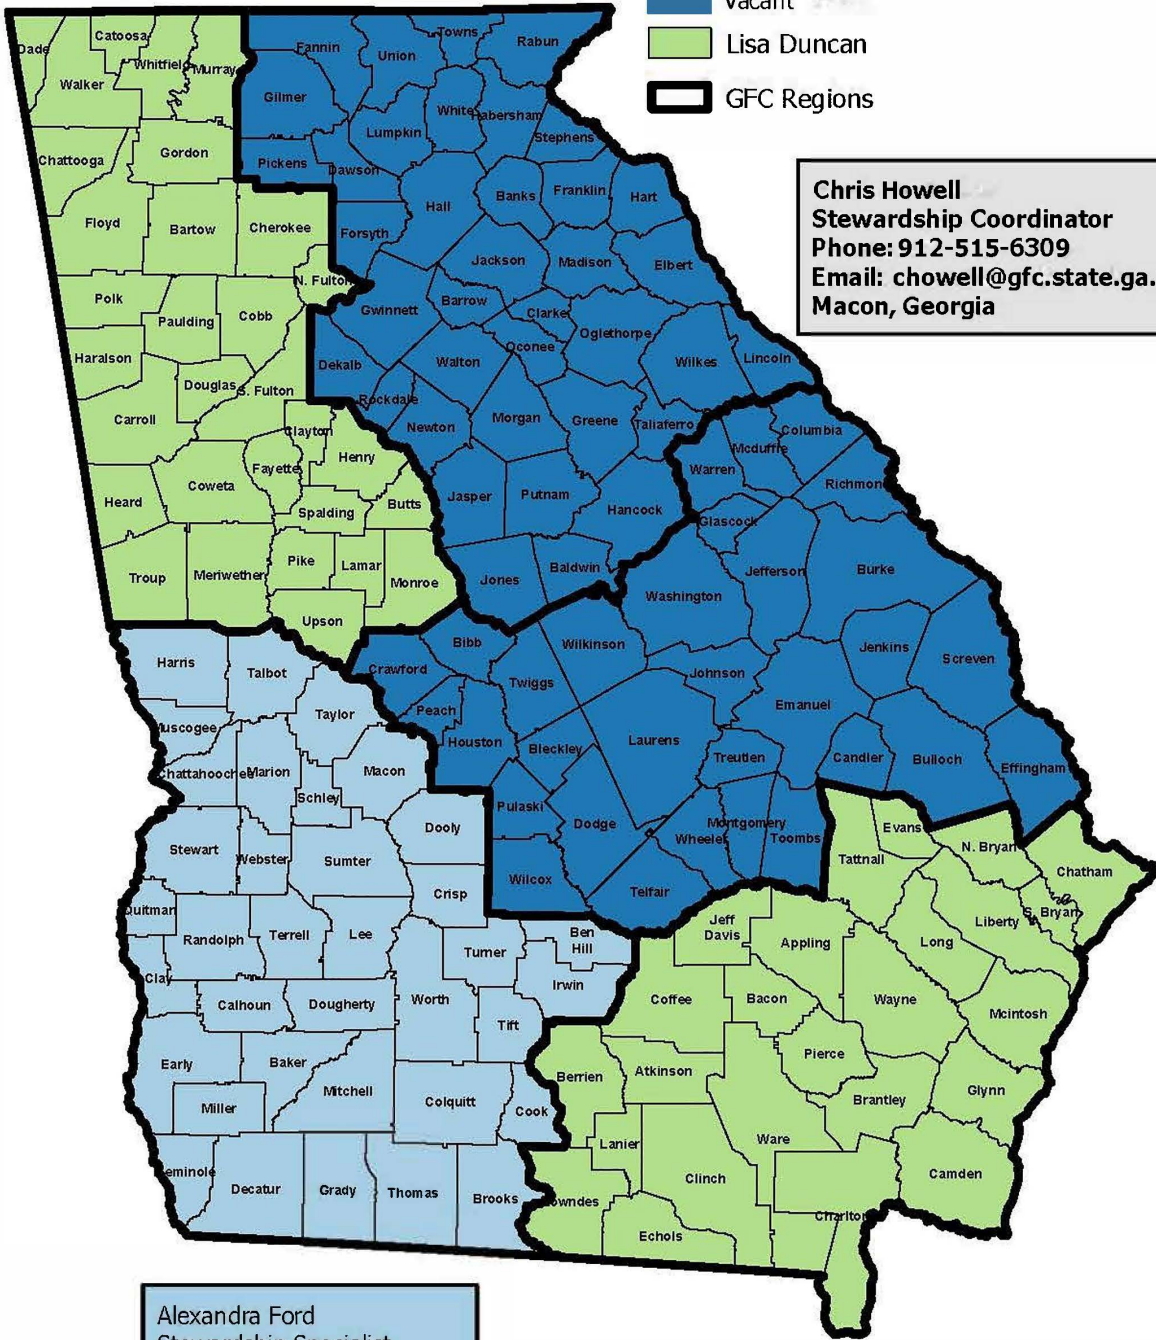 Vacant
Lisa Duncan
GFC Regions
Chris Howell
Stewardship Coordinator
Phone: 912-515-6309
Email: chowell@gfc.state.ga.
Macon, Georgia
Dade
Catoosa
Whitfield
Murray
Walker
Fannin
Union
Towns
Rabun
Gilmer
White
Habersham
Lumpkin
Stephens
Chattooga
Gordon
Pickens
Dawson
Hall
Banks
Franklin
Hart
Floyd
Bartow
Cherokee
Forsyth
Jackson
Madison
Elbert
N. Fulton
Polk
Paulding
Cobb
Gwinnett
Barrow
Clarke
Oglethorpe
Oconee
Haralson
Douglas
S. Fulton
Dekalb
Walton
Wilkes
Lincoln
Rockdale
Carroll
Clayton
Newton
Morgan
Greene
Taliaferro
Columbia
Mcduffie
Henry
Fayette
Warren
Richmon
Heard
Coweta
Spalding
Butts
Jasper
Putnam
Hancock
Glascock
Troup
Meriwether
Pike
Lamar
Monroe
Jones
Baldwin
Jefferson
Burke
Washington
Upson
Harris
Talbot
Crawford
Bibb
Wilkinson
Jenkins
Screven
Johnson
Twiggs
Emanuel
Muscogee
Taylor
Peach
Houston
Bleckley
Laurens
Treutlen
Candler
Bulloch
Effingham
Chattahoochee
Marion
Macon
Schley
Pulaski
Dodge
Wheeler
Montgomery
Toombs
Evans
Dooly
Stewart
Webster
Sumter
Tattnall
N. Bryan
Chatham
Crisp
Wilcox
Telfair
Quitman
Randolph
Terrell
Lee
Jeff
Davis
Liberty
S. Bryan
Ben
Hill
Turner
Appling
Long
Clay
Calhoun
Dougherty
Worth
Irwin
Coffee
Bacon
Wayne
Mcintosh
Tift
Early
Baker
Pierce
Berrien
Atkinson
Mitchell
Glynn
Miller
Colquitt
Cook
Brantley
Lanier
Ware
eminole
Decatur
Grady
Thomas
Brooks
owndes
Clinch
Camden
Charlton
Echols
Alexandra Ford
Stewardship Specialist